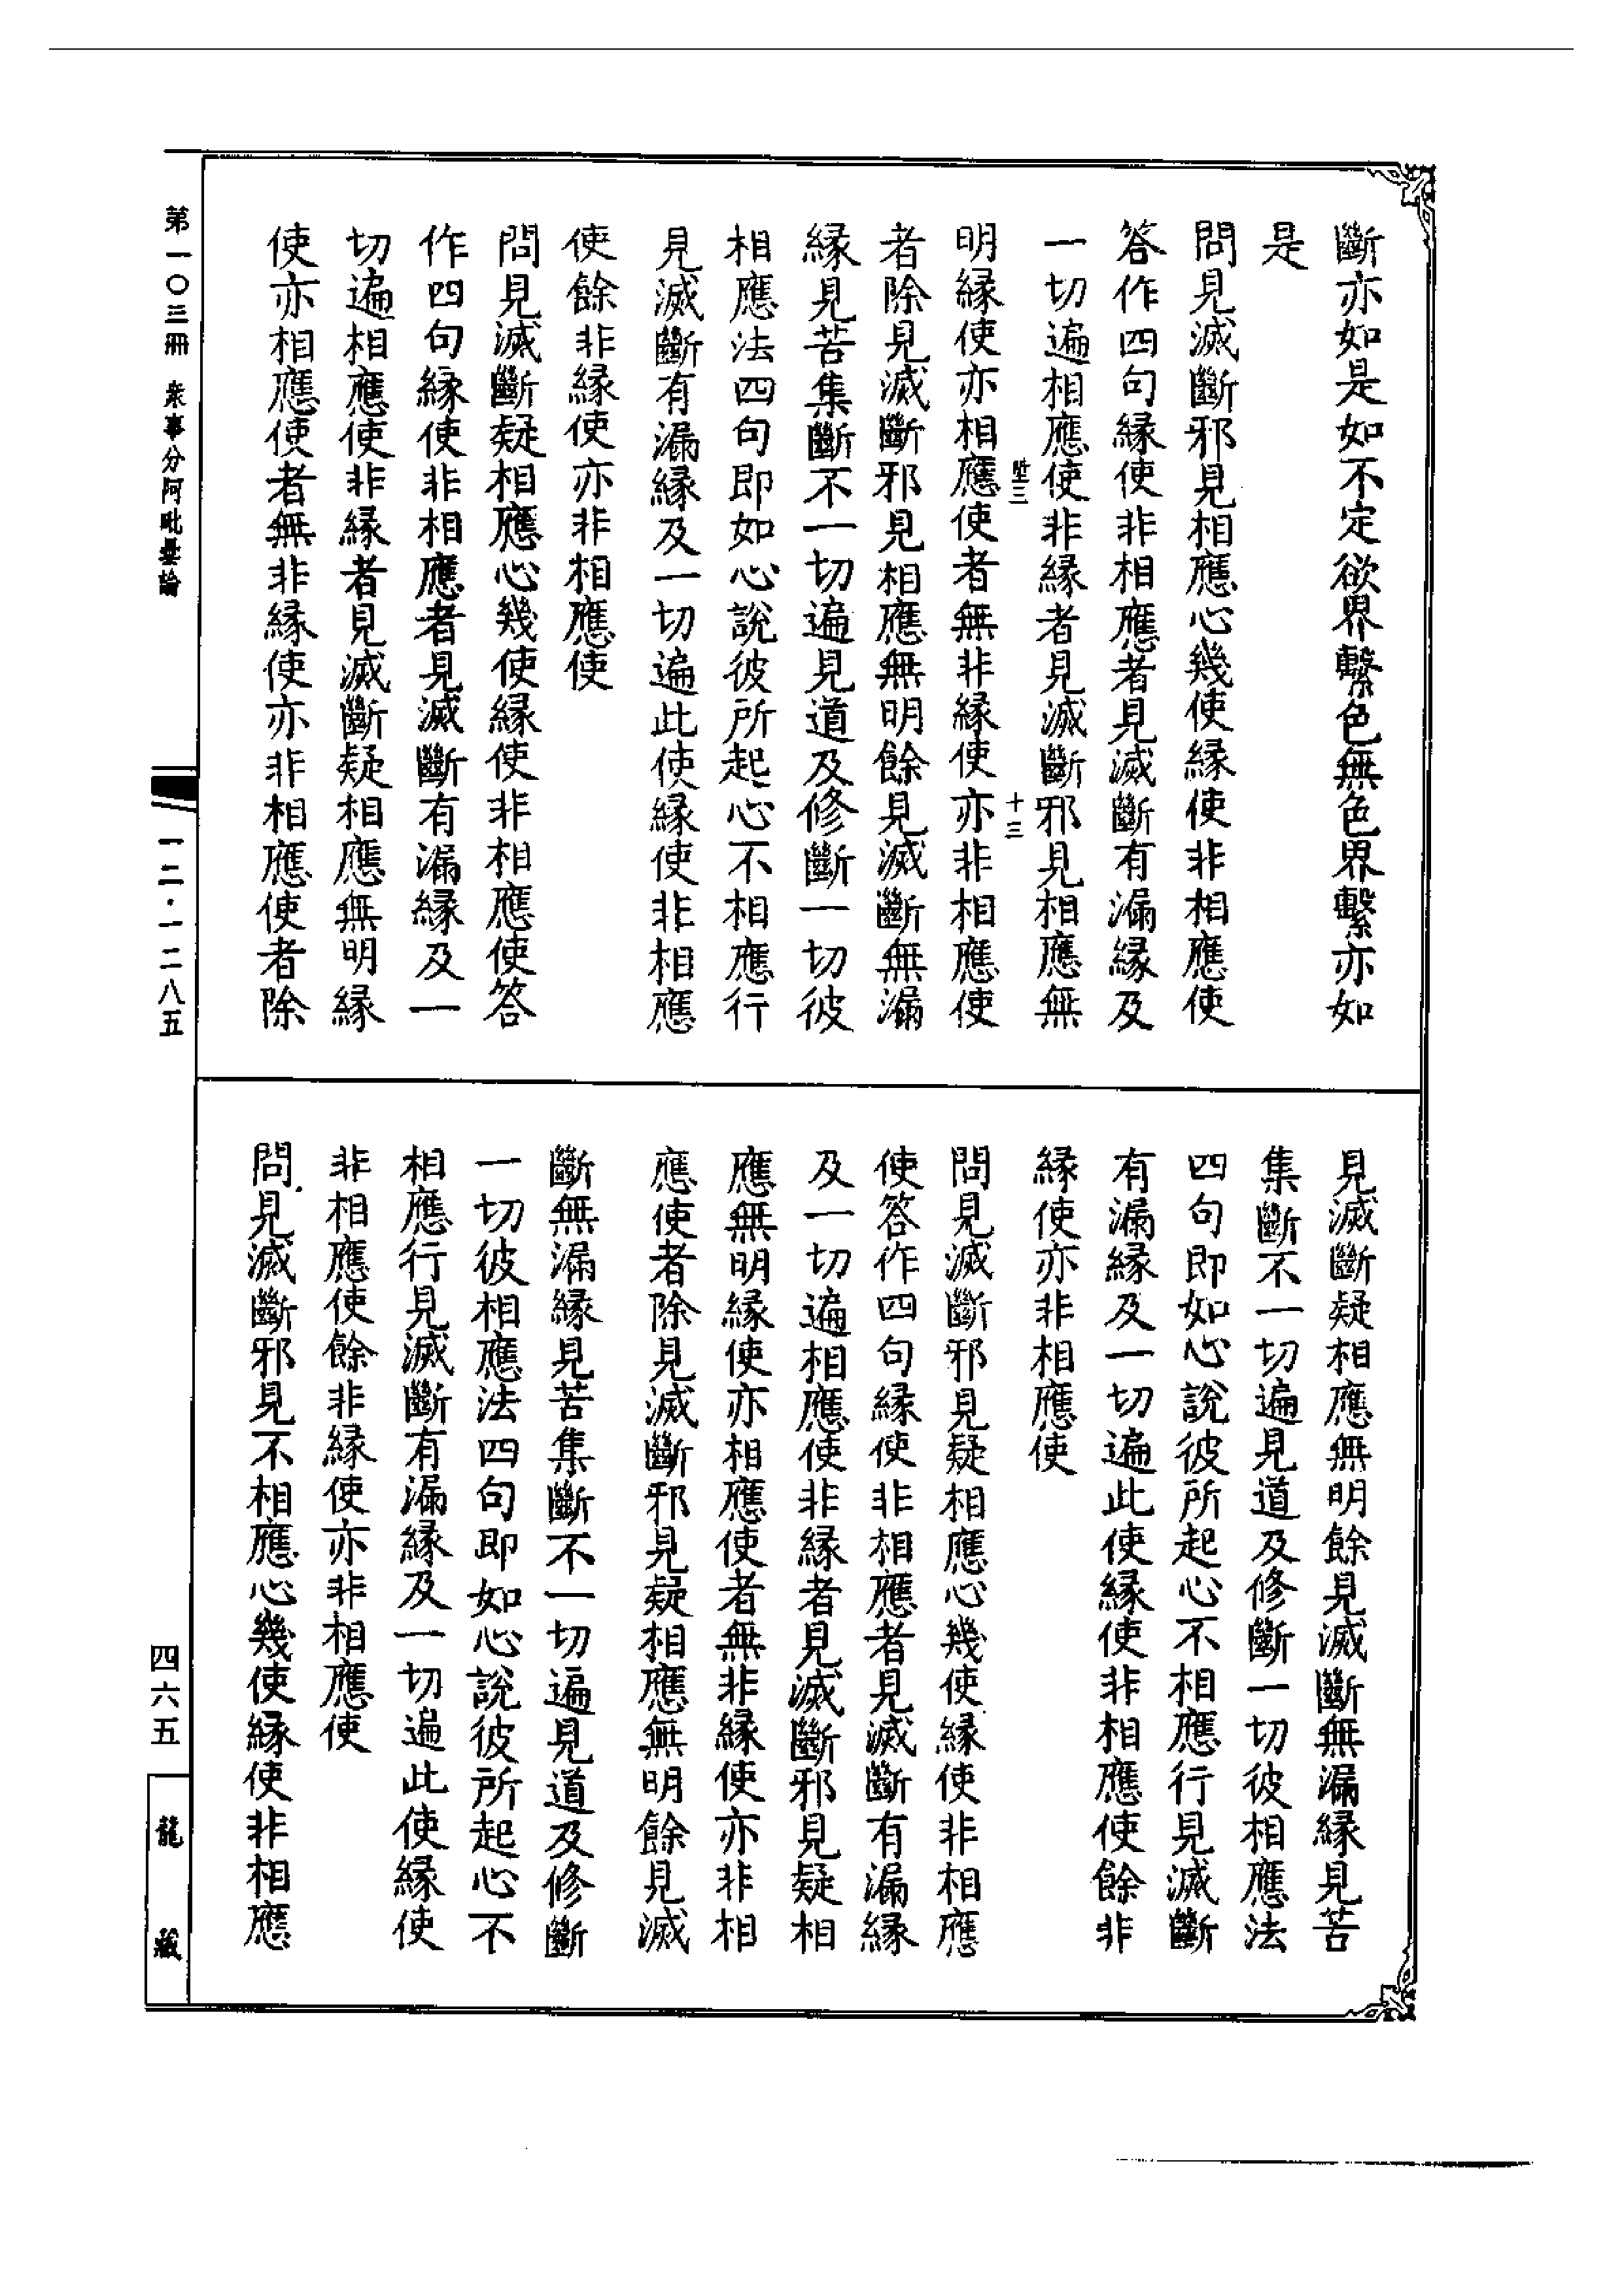 斷亦如是如不定欲界繫色無色界繫亦如
是
問見滅斷邪見相應心幾使緣使非相應使
答作四句緣使非相應者見滅斷有漏緣及
一切遍相應使非緣者見滅斷邪見相應無
明緣使亦相應使者無非緣使亦非相應使
者除見滅斷邪見相應無明餘見滅斷無漏
緣見苦集斷不一切遍見道及修斷一切彼
相應法四句即如心說彼所起心不相應行
見滅斷有漏緣及一切遍此使緣使非相應
使餘非緣使亦非相應使
問見滅斷疑相應心幾使緣使非相應使答
作四句緣使非相應者見滅斷有漏緣及一
切遍相應使非緣者見滅斷疑相應無明緣
使亦相應使者無非緣使亦非相應使者除
見滅斷疑相應無明餘見滅斷無漏緣見苦
集斷不一切遍見道及修斷一切彼相應法
四句即如心說彼所起心不相應行見滅斷
有漏緣及一切遍此使緣使非相應使餘非
緣使亦非相應使
問見滅斷邪見疑相應心幾使緣使非相應
使答作四句緣使非相應者見滅斷有漏緣
及一切遍相應使非緣者見滅斷邪見疑相
應無明緣使亦相應使者無非緣使亦非相
應使者除見滅斷邪見疑相應無明餘見滅
斷無漏緣見苦集斷不一切遍見道及修斷
一切彼相應法四句即如心說彼所起心不
相應行見滅斷有漏緣及一切遍此使緣使
非相應使餘非緣使亦非相應使
問見滅斷邪見不相應心幾使緣使非相應
十三
第一〇三冊 衆事分阿毗曇論
一二·一二八五
四六五
龍藏